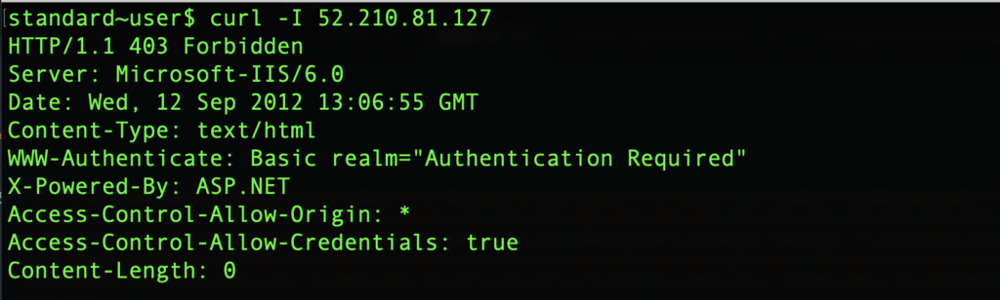 [standard~user$ curl -I 52.210.81.127
HTTP/1.1 403 Forbidden
Server: Microsoft-IIS/6.0
Date: Wed, 12 Sep 2012 13:06:55 GMT
Content-Type: text/html
WWW-Authenticate: Basic realm="Authentication Required"
X-Powered-By: ASP.NET
Access-Control-Allow-Origin: *
Access-Control-Allow-Credentials: true
Content-Length: 0